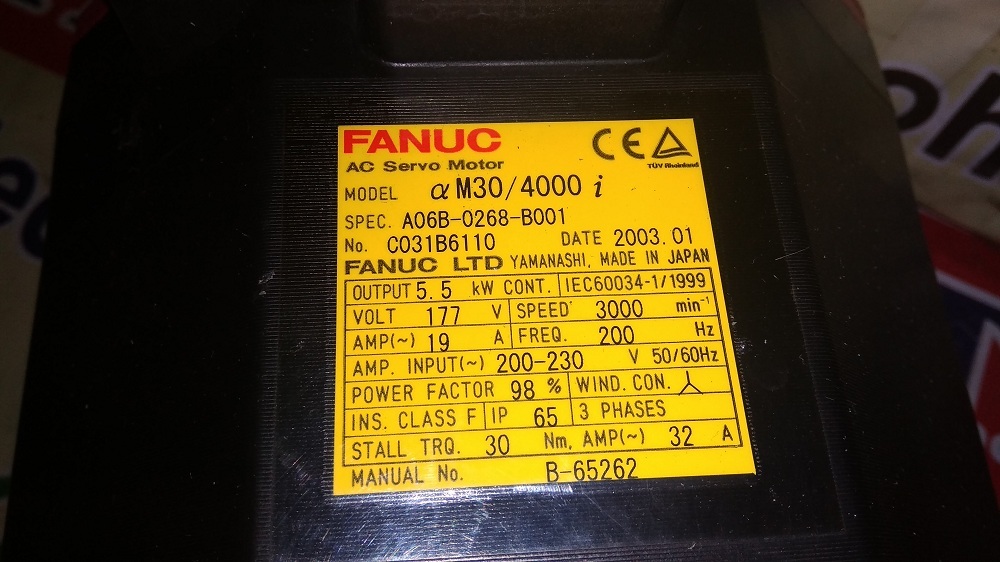 FANUC
CE
TÜV Rheinland
AC Servo Motor
MODEL αM30/4000i
SPEC. A06B-0268-B001
No. C031B6110 DATE 2003.01
FANUC LTD YAMANASHI, MADE IN JAPAN
OUTPUT 5.5 kW CONT. IEC60034-1/1999
VOLT 177 V SPEED 3000 min⁻¹
AMP(~) 19 A FREQ. 200 Hz
AMP. INPUT(~) 200-230 V 50/60Hz
POWER FACTOR 98 % WIND. CON.
INS. CLASS F IP 65 3 PHASES
STALL TRQ. 30 Nm, AMP(~) 32 A
MANUAL No. B-65262